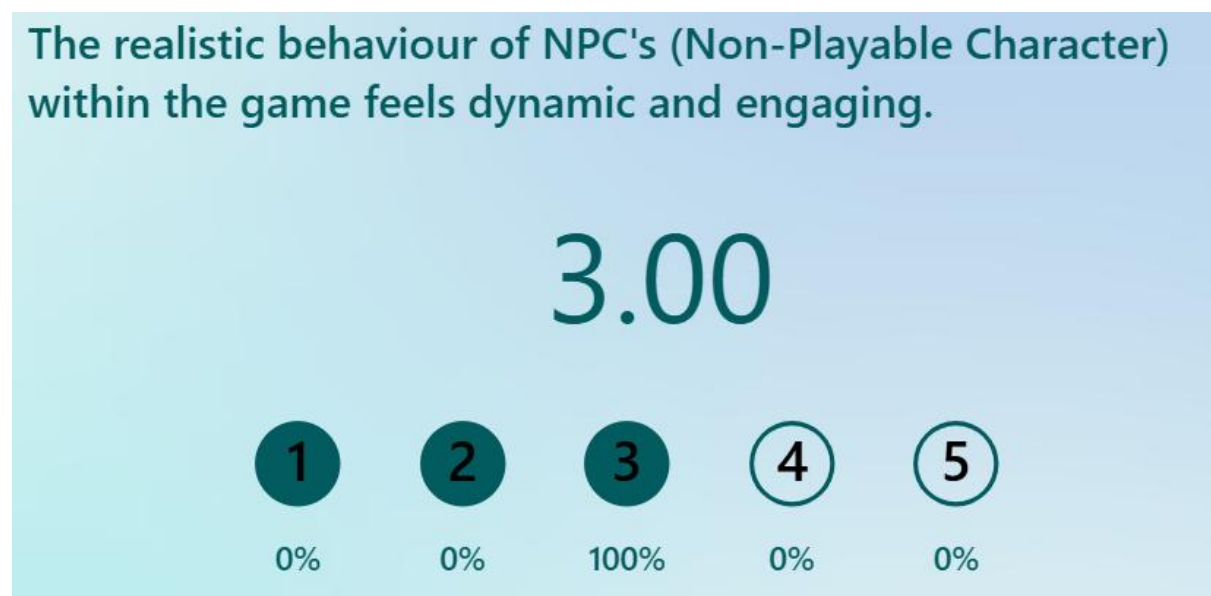 The realistic behaviour of NPC's (Non-Playable Character)
within the game feels dynamic and engaging.
3.00
1 2 3 4 5
0% 0% 100% 0% 0%